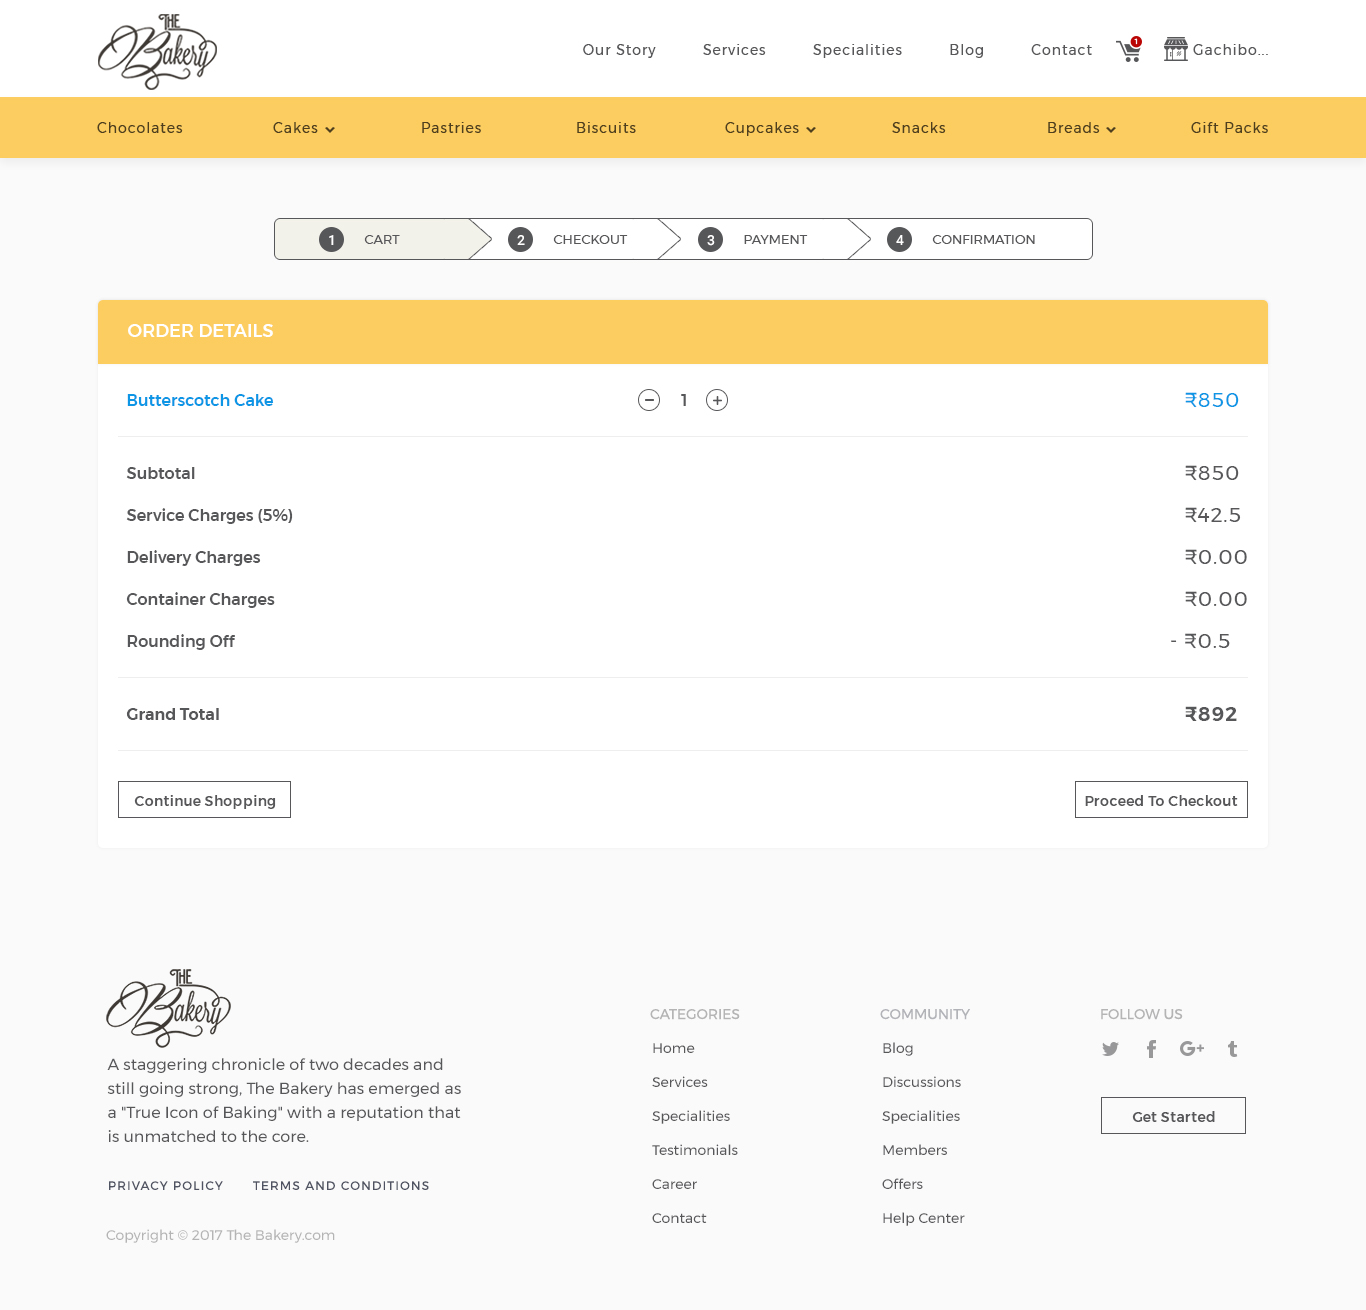 THE
Bakery
Our Story Services Specialities Blog Contact 1 Gachibo...
Chocolates Cakes Pastries Biscuits Cupcakes Snacks Breads Gift Packs
1 CART 2 CHECKOUT 3 PAYMENT 4 CONFIRMATION
ORDER DETAILS
Butterscotch Cake 1 ₹850
Subtotal ₹850
Service Charges (5%) ₹42.5
Delivery Charges ₹0.00
Container Charges ₹0.00
Rounding Off - ₹0.5
Grand Total ₹892
Continue Shopping Proceed To Checkout
THE
Bakery
A staggering chronicle of two decades and
still going strong, The Bakery has emerged as
a "True Icon of Baking" with a reputation that
is unmatched to the core.
PRIVACY POLICY TERMS AND CONDITIONS
Copyright © 2017 The Bakery.com
CATEGORIES
Home
Services
Specialities
Testimonials
Career
Contact
COMMUNITY
Blog
Discussions
Specialities
Members
Offers
Help Center
FOLLOW US
Get Started